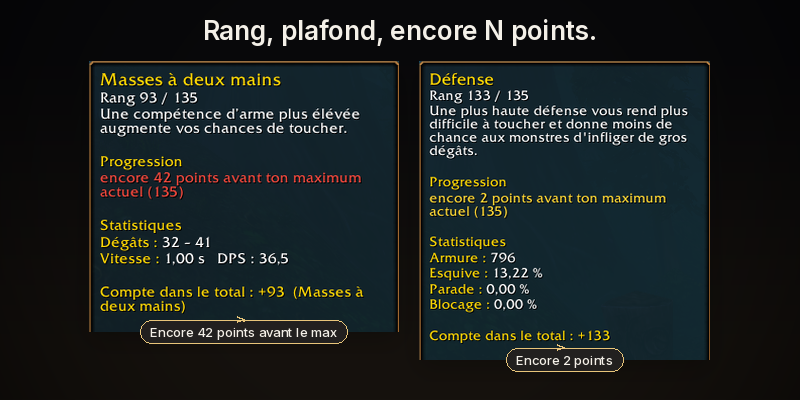 Rang, plafond, encore N points.
Masses à deux mains
Rang 93 / 135
Une compétence d'arme plus élévée
augmente vos chances de toucher.
Progression
encore 42 points avant ton maximum
actuel (135)
Statistiques
Dégâts : 32 - 41
Vitesse : 1,00 s DPS : 36,5
Compte dans le total : +93 (Masses à
deux mains)
Encore 42 points avant le max
Défense
Rang 133 / 135
Une plus haute défense vous rend plus
difficile à toucher et donne moins de
chance aux monstres d'infliger de gros
dégâts.
Progression
encore 2 points avant ton maximum
actuel (135)
Statistiques
Armure : 796
Esquive : 13,22 %
Parade : 0,00 %
Blocage : 0,00 %
Compte dans le total : +133
Encore 2 points